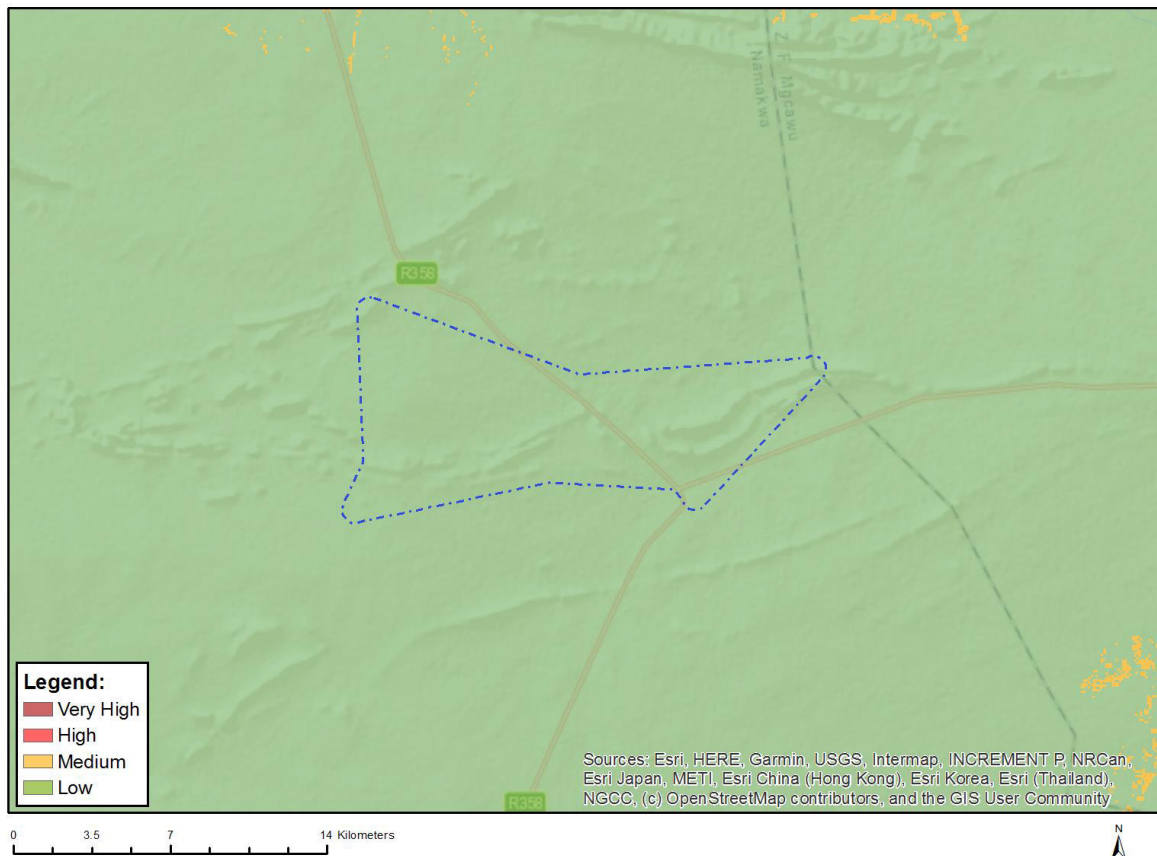 Z. F. Mgcawu
Namakwa
R358
Legend:
Very High
High
Medium
Low
Sources: Esri, HERE, Garmin, USGS, Intermap, INCREMENT P, NRCan,
Esri Japan, METI, Esri China (Hong Kong), Esri Korea, Esri (Thailand),
NGCC, (c) OpenStreetMap contributors, and the GIS User Community
R358
0 3.5 7 14 Kilometers
N